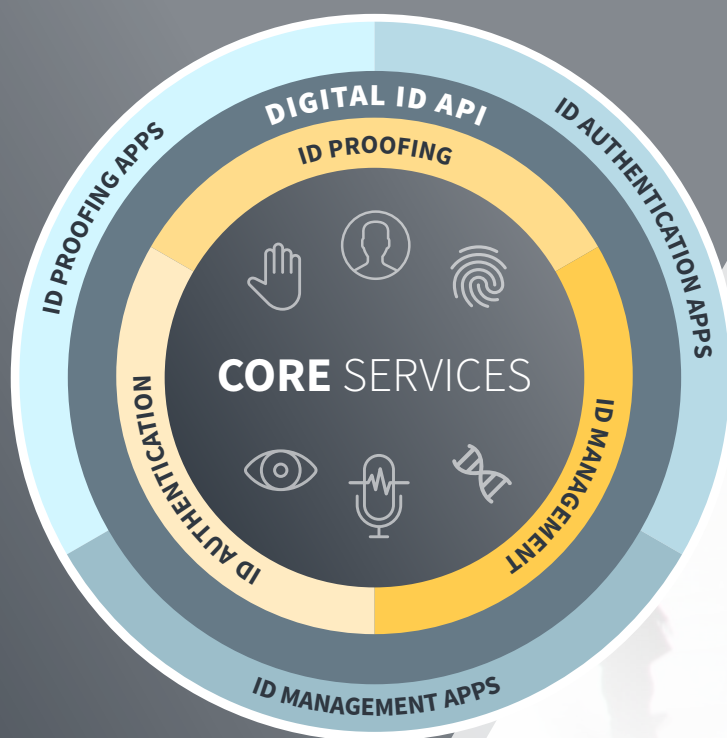 DIGITAL ID API
ID PROOFING
ID PROOFING APPS
ID AUTHENTICATION APPS
CORE SERVICES
ID AUTHENTICATION
ID MANAGEMENT
ID MANAGEMENT APPS